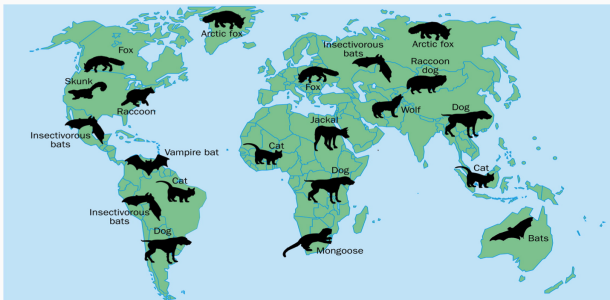 Arctic fox
Arctic fox
Fox
Insectivorous
bats
Raccoon
dog
Skunk
Fox
Raccoon
Wolf
Dog
Jackal
Insectivorous
bats
Vampire bat
Cat
Cat
Dog
Cat
Insectivorous
bats
Dog
Bats
Mongoose